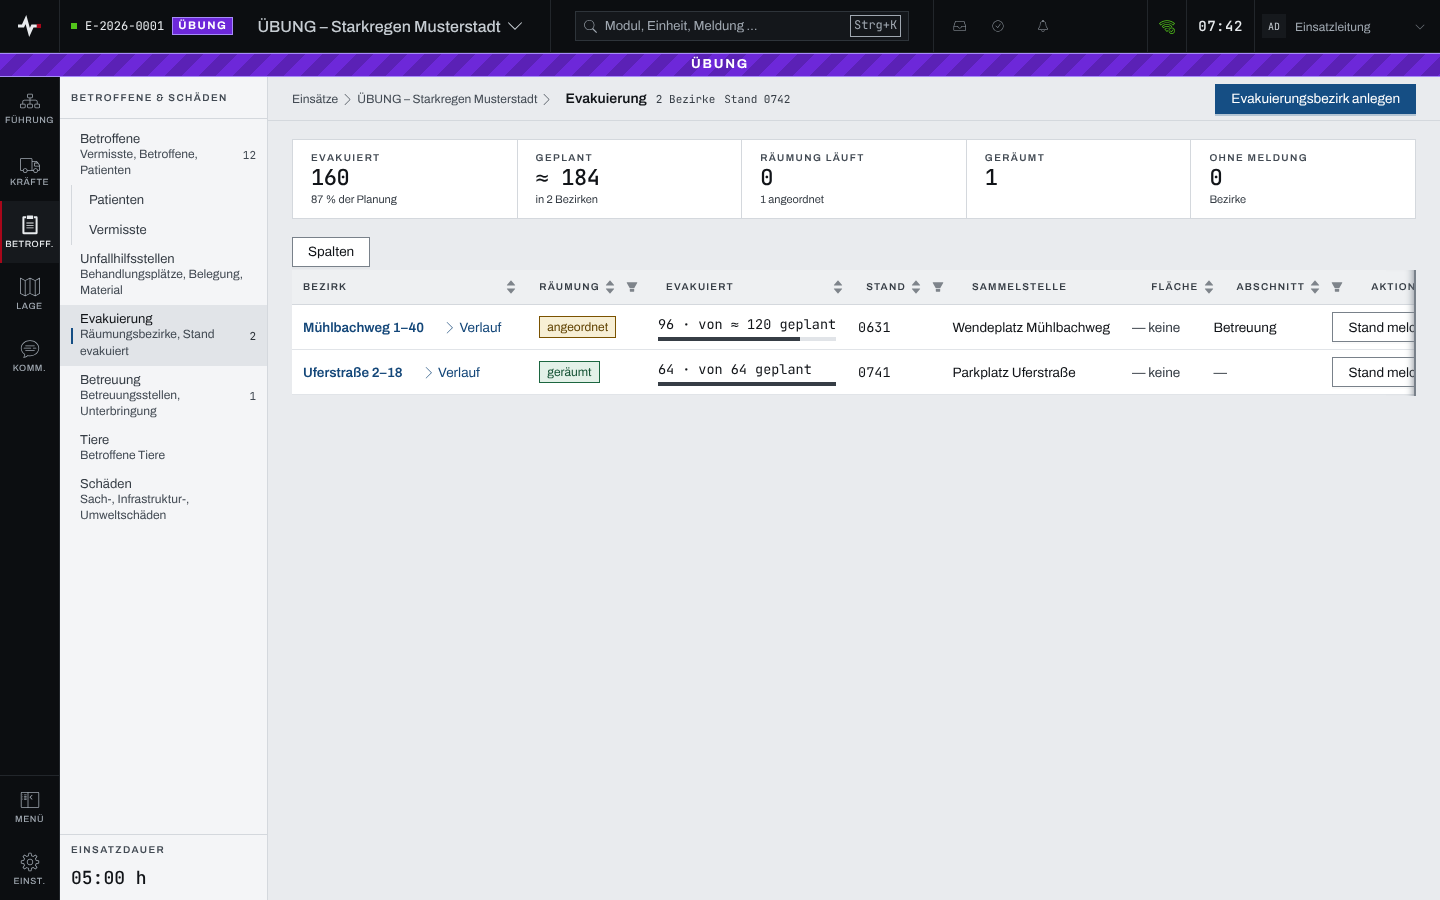 E-2026-0001 ÜBUNG ÜBUNG – Starkregen Musterstadt Modul, Einheit, Meldung ... Strg+K 07:42 AD Einsatzleitung
ÜBUNG
FÜHRUNG
KRÄFTE
BETROFF.
LAGE
KOMM.
MENÜ
EINST.
BETROFFENE & SCHÄDEN
Betroffene
Vermisste, Betroffene, 12
Patienten
Patienten
Vermisste
Unfallhilfsstellen
Behandlungsplätze, Belegung,
Material
Evakuierung
Räumungsbezirke, Stand 2
evakuiert
Betreuung
Betreuungsstellen, 1
Unterbringung
Tiere
Betroffene Tiere
Schäden
Sach-, Infrastruktur-,
Umweltschäden
EINSATZDAUER
05:00 h
Einsätze ÜBUNG – Starkregen Musterstadt Evakuierung 2 Bezirke Stand 0742 Evakuierungsbezirk anlegen
EVAKUIERT GEPLANT RÄUMUNG LÄUFT GERÄUMT OHNE MELDUNG
160 ≈ 184 0 1 0
87 % der Planung in 2 Bezirken 1 angeordnet Bezirke
Spalten
BEZIRK RÄUMUNG EVAKUIERT STAND SAMMELSTELLE FLÄCHE ABSCHNITT AKTION
Mühlbachweg 1–40 Verlauf angeordnet 96 · von ≈ 120 geplant 0631 Wendeplatz Mühlbachweg — keine Betreuung Stand meld
Uferstraße 2–18 Verlauf geräumt 64 · von 64 geplant 0741 Parkplatz Uferstraße — keine — Stand meld